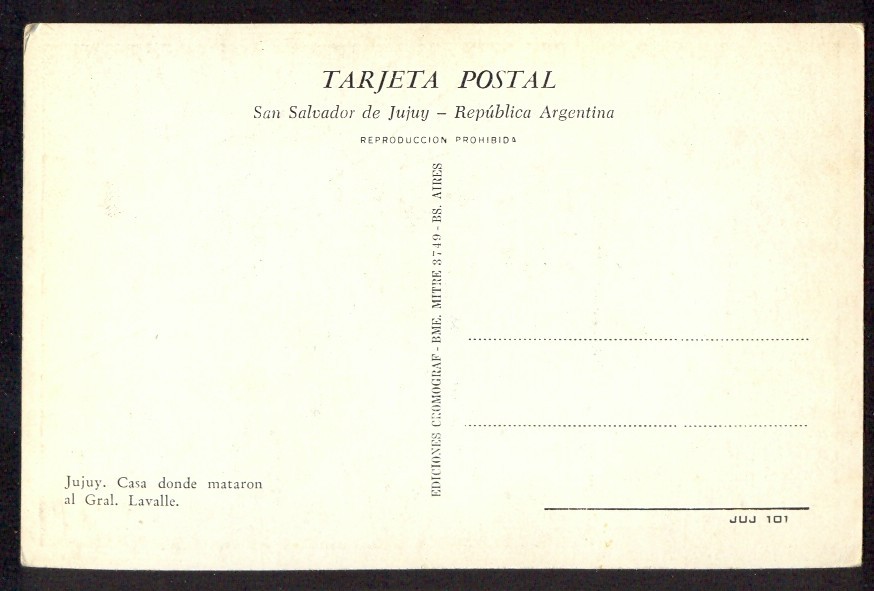 TARJETA POSTAL
San Salvador de Jujuy – República Argentina
REPRODUCCION PROHIBIDA
EDICIONES CROMOGRAF - BME. MITRE 3749 - BS. AIRES
Jujuy. Casa donde mataron
al Gral. Lavalle.
JUJ 101